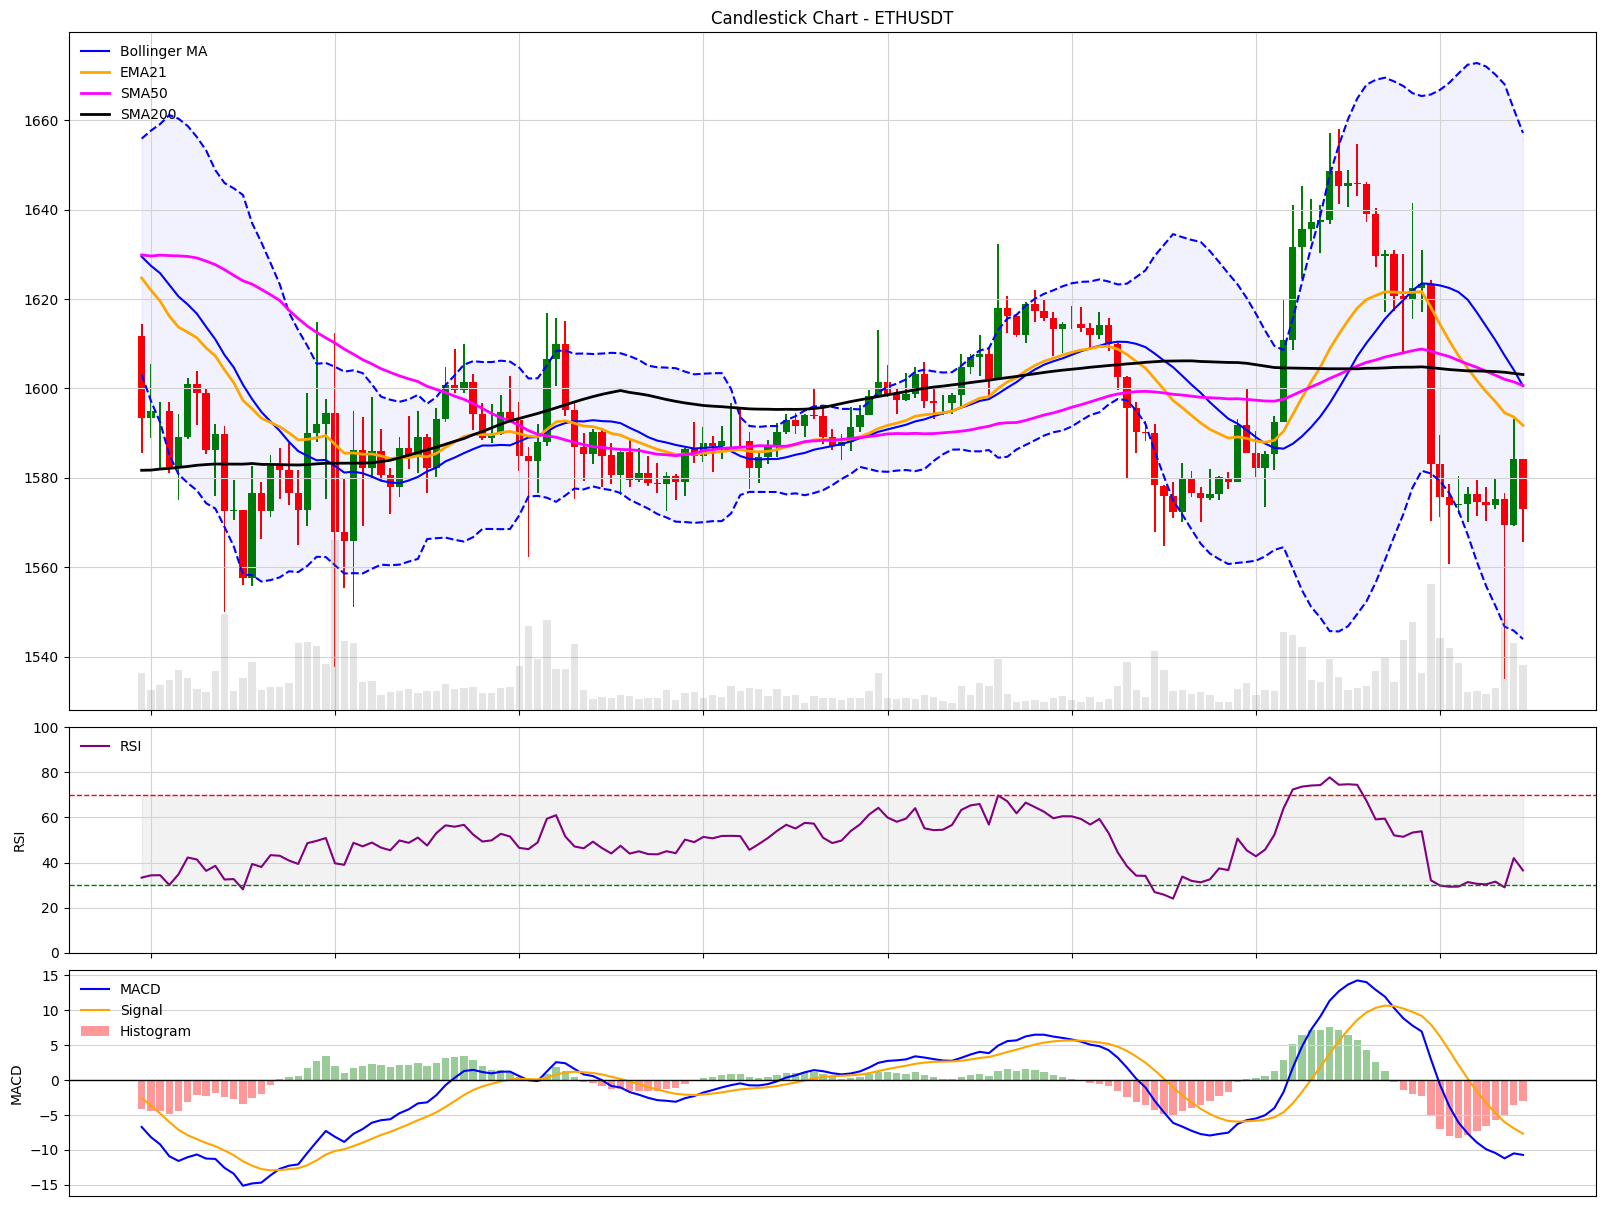 Candlestick Chart - ETHUSDT
Bollinger MA
EMA21
SMA50
SMA200
1660
1640
1620
1600
1580
1560
1540
RSI
100
80
60
40
20
0
RSI
MACD
Signal
Histogram
15
10
5
0
−5
−10
−15
MACD